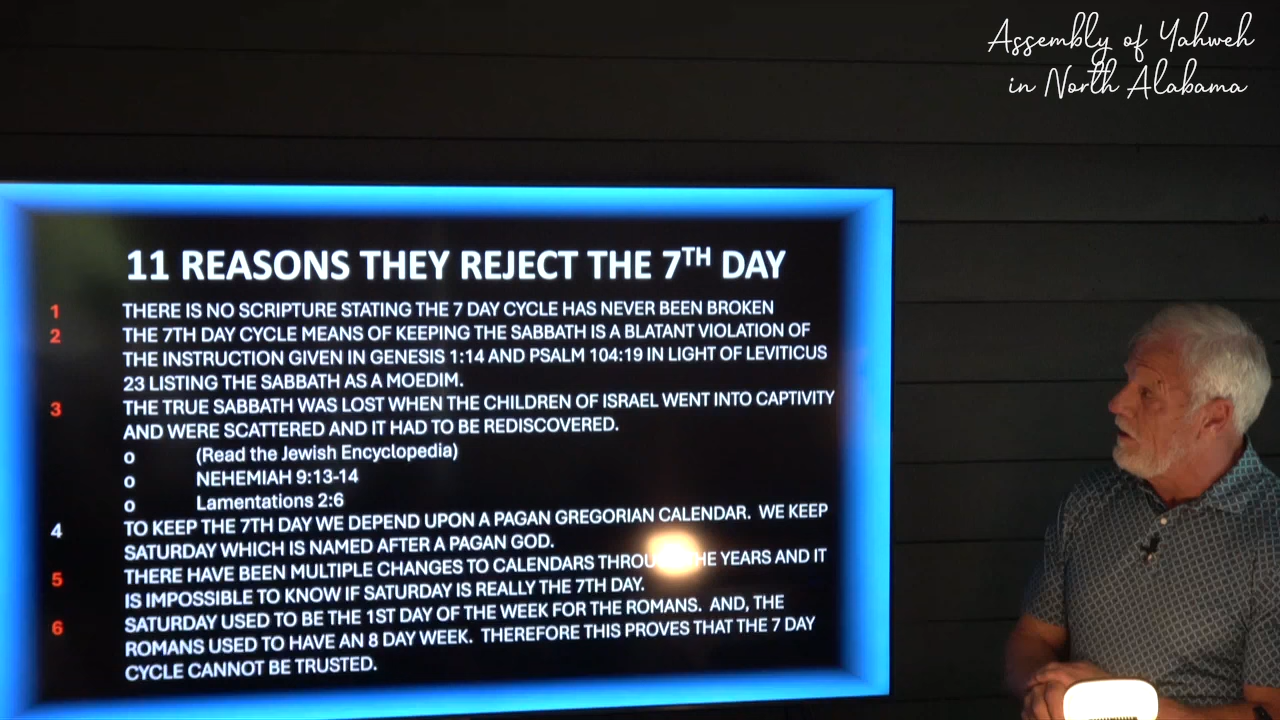 Assembly of Yahweh
in North Alabama
11 REASONS THEY REJECT THE 7TH DAY
1 THERE IS NO SCRIPTURE STATING THE 7 DAY CYCLE HAS NEVER BEEN BROKEN
2 THE 7TH DAY CYCLE MEANS OF KEEPING THE SABBATH IS A BLATANT VIOLATION OF
THE INSTRUCTION GIVEN IN GENESIS 1:14 AND PSALM 104:19 IN LIGHT OF LEVITICUS
23 LISTING THE SABBATH AS A MOEDIM.
3 THE TRUE SABBATH WAS LOST WHEN THE CHILDREN OF ISRAEL WENT INTO CAPTIVITY
AND WERE SCATTERED AND IT HAD TO BE REDISCOVERED.
o (Read the Jewish Encyclopedia)
o NEHEMIAH 9:13-14
o Lamentations 2:6
4 TO KEEP THE 7TH DAY WE DEPEND UPON A PAGAN GREGORIAN CALENDAR. WE KEEP
SATURDAY WHICH IS NAMED AFTER A PAGAN GOD.
5 THERE HAVE BEEN MULTIPLE CHANGES TO CALENDARS YEARS AND IT
IS IMPOSSIBLE TO KNOW IF SATURDAY IS REALLY THE 7TH DAY.
6 SATURDAY USED TO BE THE 1ST DAY OF THE WEEK FOR THE ROMANS. AND, THE
ROMANS USED TO HAVE AN 8 DAY WEEK. THEREFORE THIS PROVES THAT THE 7 DAY
CYCLE CANNOT BE TRUSTED.